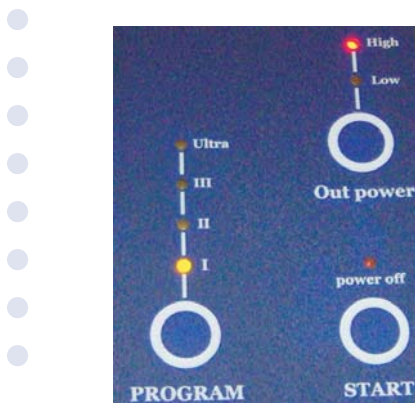 High
Low
Out power
Ultra
III
II
I
power off
PROGRAM
START